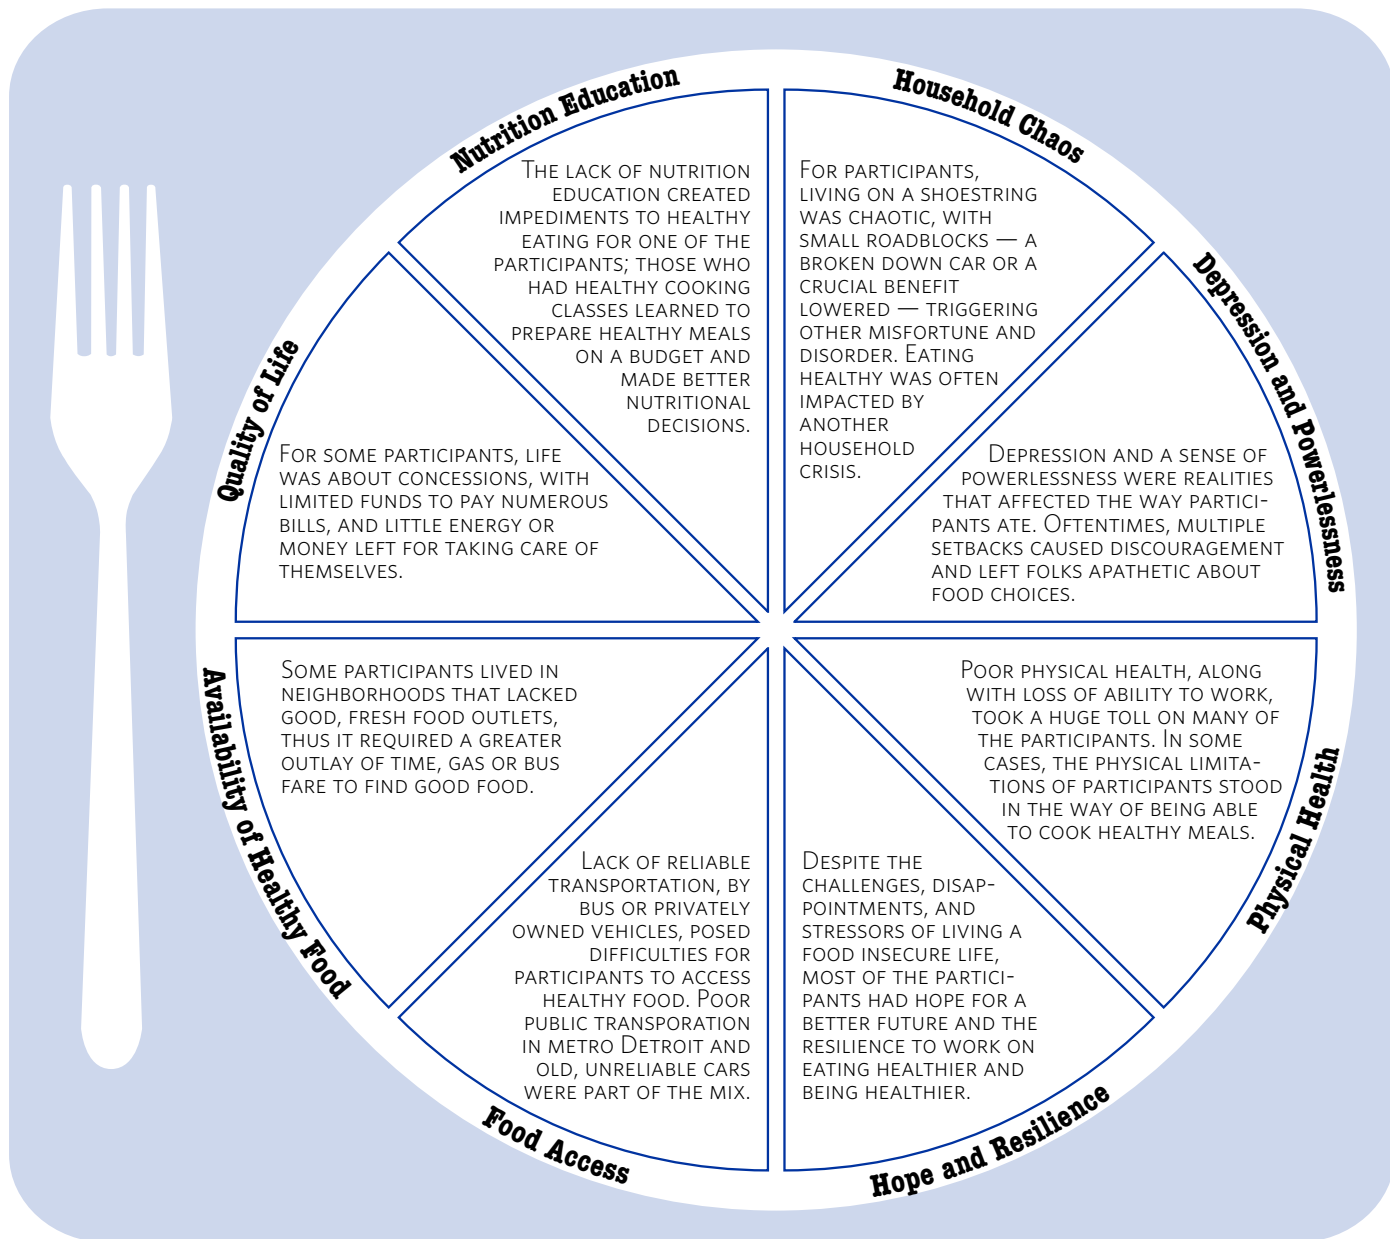 Nutrition Education
The lack of nutrition
education created
impediments to healthy
eating for one of the
participants; those who
had healthy cooking
classes learned to
prepare healthy meals
on a budget and
made better
nutritional
decisions.
Household Chaos
For participants,
living on a shoestring
was chaotic, with
small roadblocks — a
broken down car or a
crucial benefit
lowered — triggering
other misfortune and
disorder. Eating
healthy was often
impacted by
another
household
crisis.
Depression and Powerlessness
Depression and a sense of
powerlessness were realities
that affected the way partici-
pants ate. Oftentimes, multiple
setbacks caused discouragement
and left folks apathetic about
food choices.
Physical Health
Poor physical health, along
with loss of ability to work,
took a huge toll on many of
the participants. In some
cases, the physical limita-
tions of participants stood
in the way of being able
to cook healthy meals.
Hope and Resilience
Despite the
challenges, disap-
pointments, and
stressors of living a
food insecure life,
most of the partici-
pants had hope for a
better future and the
resilience to work on
eating healthier and
being healthier.
Food Access
Lack of reliable
transportation, by
bus or privately
owned vehicles, posed
difficulties for
participants to access
healthy food. Poor
public transporation
in metro Detroit and
old, unreliable cars
were part of the mix.
Availability of Healthy Food
Some participants lived in
neighborhoods that lacked
good, fresh food outlets,
thus it required a greater
outlay of time, gas or bus
fare to find good food.
Quality of Life
For some participants, life
was about concessions, with
limited funds to pay numerous
bills, and little energy or
money left for taking care of
themselves.